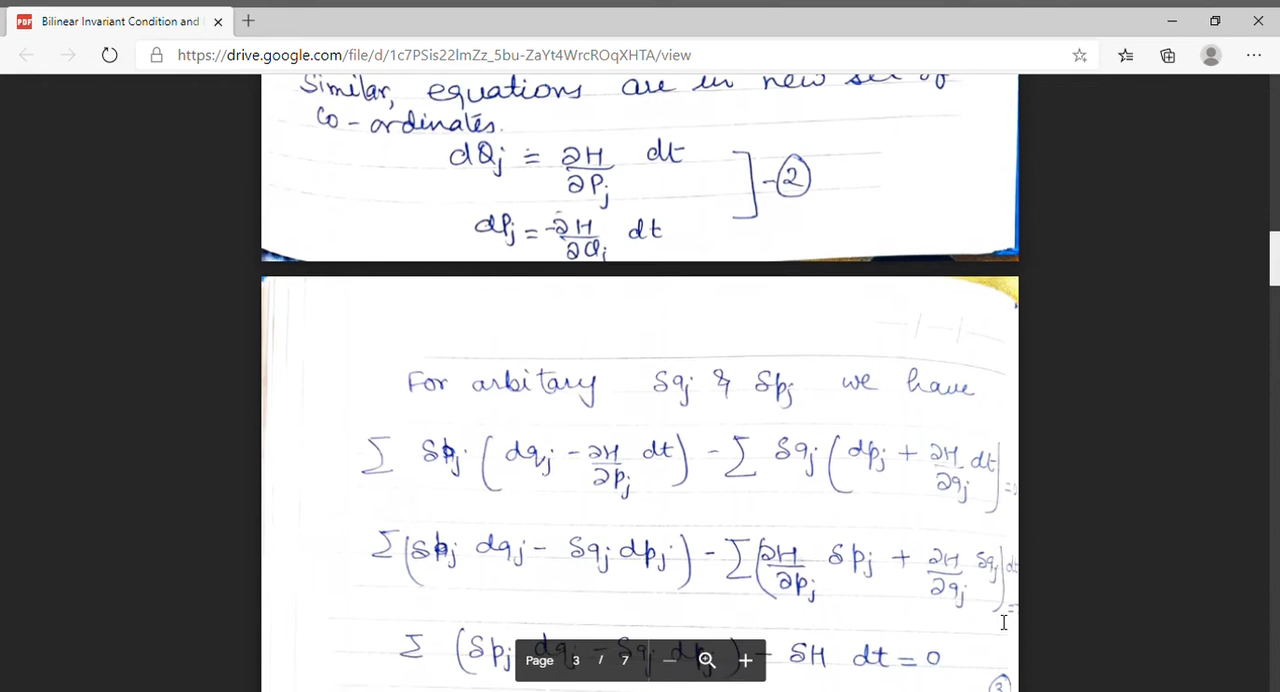 Bilinear Invariant Condition and
https://drive.google.com/file/d/1c7PSis22lmZz_5bu-ZaYt4WrcROqXHTA/view
Similar, equations are in new set of
Co-ordinates.
dQj = ∂H/∂Pj dt
] - ②
dPj = -∂H/∂Qj dt
For arbitary δqj & δpj we have
Σ δpj (dqj - ∂H/∂pj dt) - Σ δqj (dpj + ∂H/∂qj dt) =
Σ (δpj dqj - δqj dpj) - Σ (∂H/∂pj δpj + ∂H/∂qj δqj) dt =
Σ (δpj dqj - δqj dpj) - δH dt = 0
③
Page 3 / 7